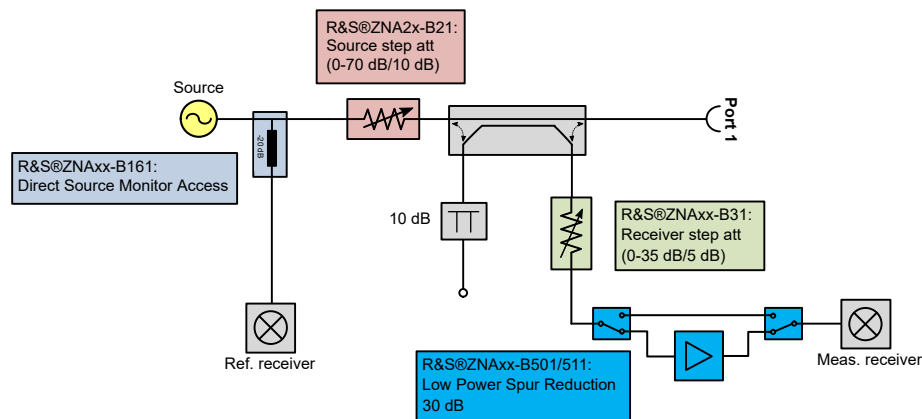 R&S®ZNA2x-B21:
Source step att
(0-70 dB/10 dB)
Source
-20dB
Port 1
R&S®ZNAxx-B161:
Direct Source Monitor Access
10 dB
R&S®ZNAxx-B31:
Receiver step att
(0-35 dB/5 dB)
Ref. receiver
R&S®ZNAxx-B501/511:
Low Power Spur Reduction
30 dB
Meas. receiver